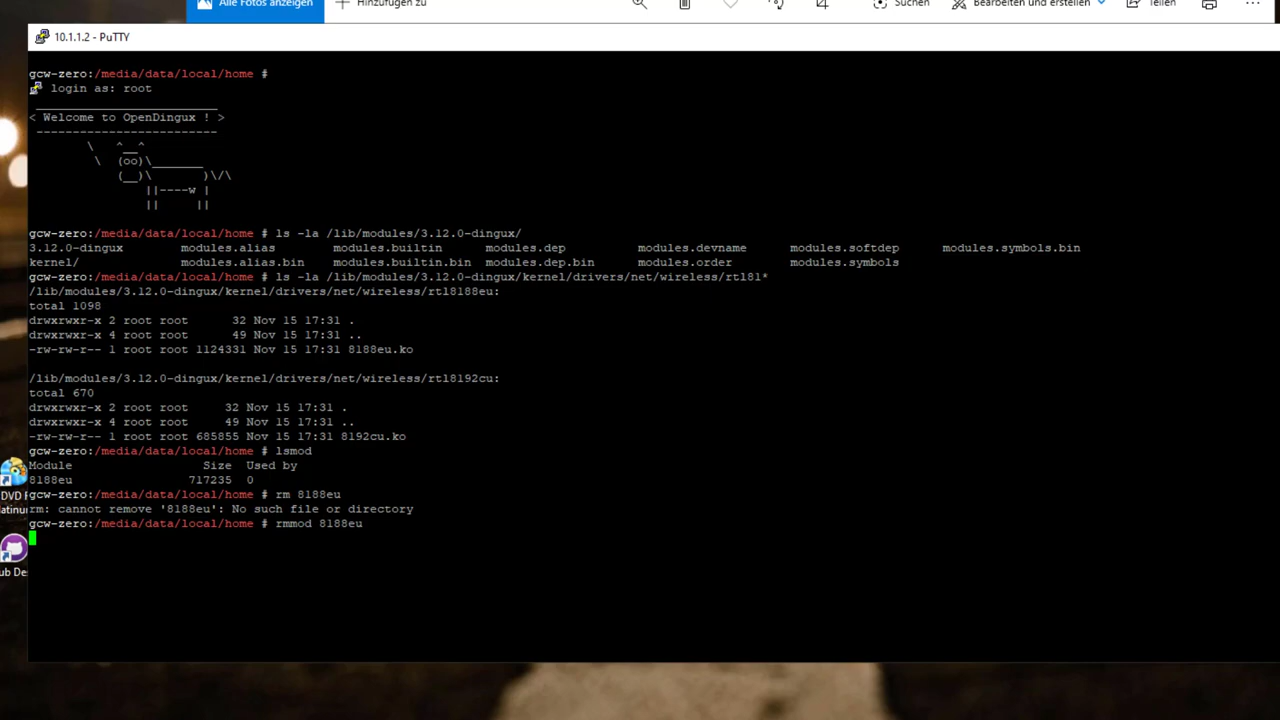 Alle Fotos anzeigen
Hinzufügen zu
Suchen
Bearbeiten und erstellen
Teilen
10.1.1.2 - PuTTY
gcw-zero:/media/data/local/home #
login as: root
_________________________
< Welcome to OpenDingux ! >
-------------------------
\   ^__^
\  (oo)\_______
(__)\       )\/\
||----w |
||     ||
gcw-zero:/media/data/local/home # ls -la /lib/modules/3.12.0-dingux/
3.12.0-dingux        modules.alias        modules.builtin      modules.dep          modules.devname      modules.softdep      modules.symbols.bin
kernel/              modules.alias.bin    modules.builtin.bin  modules.dep.bin      modules.order        modules.symbols
gcw-zero:/media/data/local/home # ls -la /lib/modules/3.12.0-dingux/kernel/drivers/net/wireless/rtl81*
/lib/modules/3.12.0-dingux/kernel/drivers/net/wireless/rtl8188eu:
total 1098
drwxrwxr-x 2 root root      32 Nov 15 17:31 .
drwxrwxr-x 4 root root      49 Nov 15 17:31 ..
-rw-rw-r-- 1 root root 1124331 Nov 15 17:31 8188eu.ko
/lib/modules/3.12.0-dingux/kernel/drivers/net/wireless/rtl8192cu:
total 670
drwxrwxr-x 2 root root     32 Nov 15 17:31 .
drwxrwxr-x 4 root root     49 Nov 15 17:31 ..
-rw-rw-r-- 1 root root 685855 Nov 15 17:31 8192cu.ko
gcw-zero:/media/data/local/home # lsmod
Module                  Size  Used by
8188eu                717235  0
gcw-zero:/media/data/local/home # rm 8188eu
rm: cannot remove '8188eu': No such file or directory
gcw-zero:/media/data/local/home # rmmod 8188eu
DVD
latinu
ub De